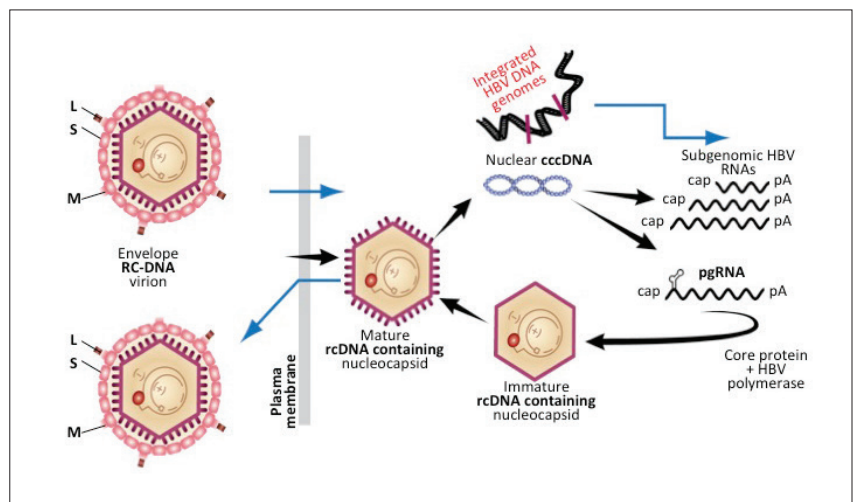 L
S
M
Envelope
RC-DNA
virion
L
S
M
Plasma
membrane
Mature
rcDNA containing
nucleocapsid
Integrated
HBV DNA
genomes
Nuclear cccDNA
Subgenomic HBV
RNAs
cap pA
cap pA
cap pA
pgRNA
cap pA
Core protein
+ HBV
polymerase
Immature
rcDNA containing
nucleocapsid
(-)
(+)
(-)
(+)
(-)
(+)
(-)
(+)